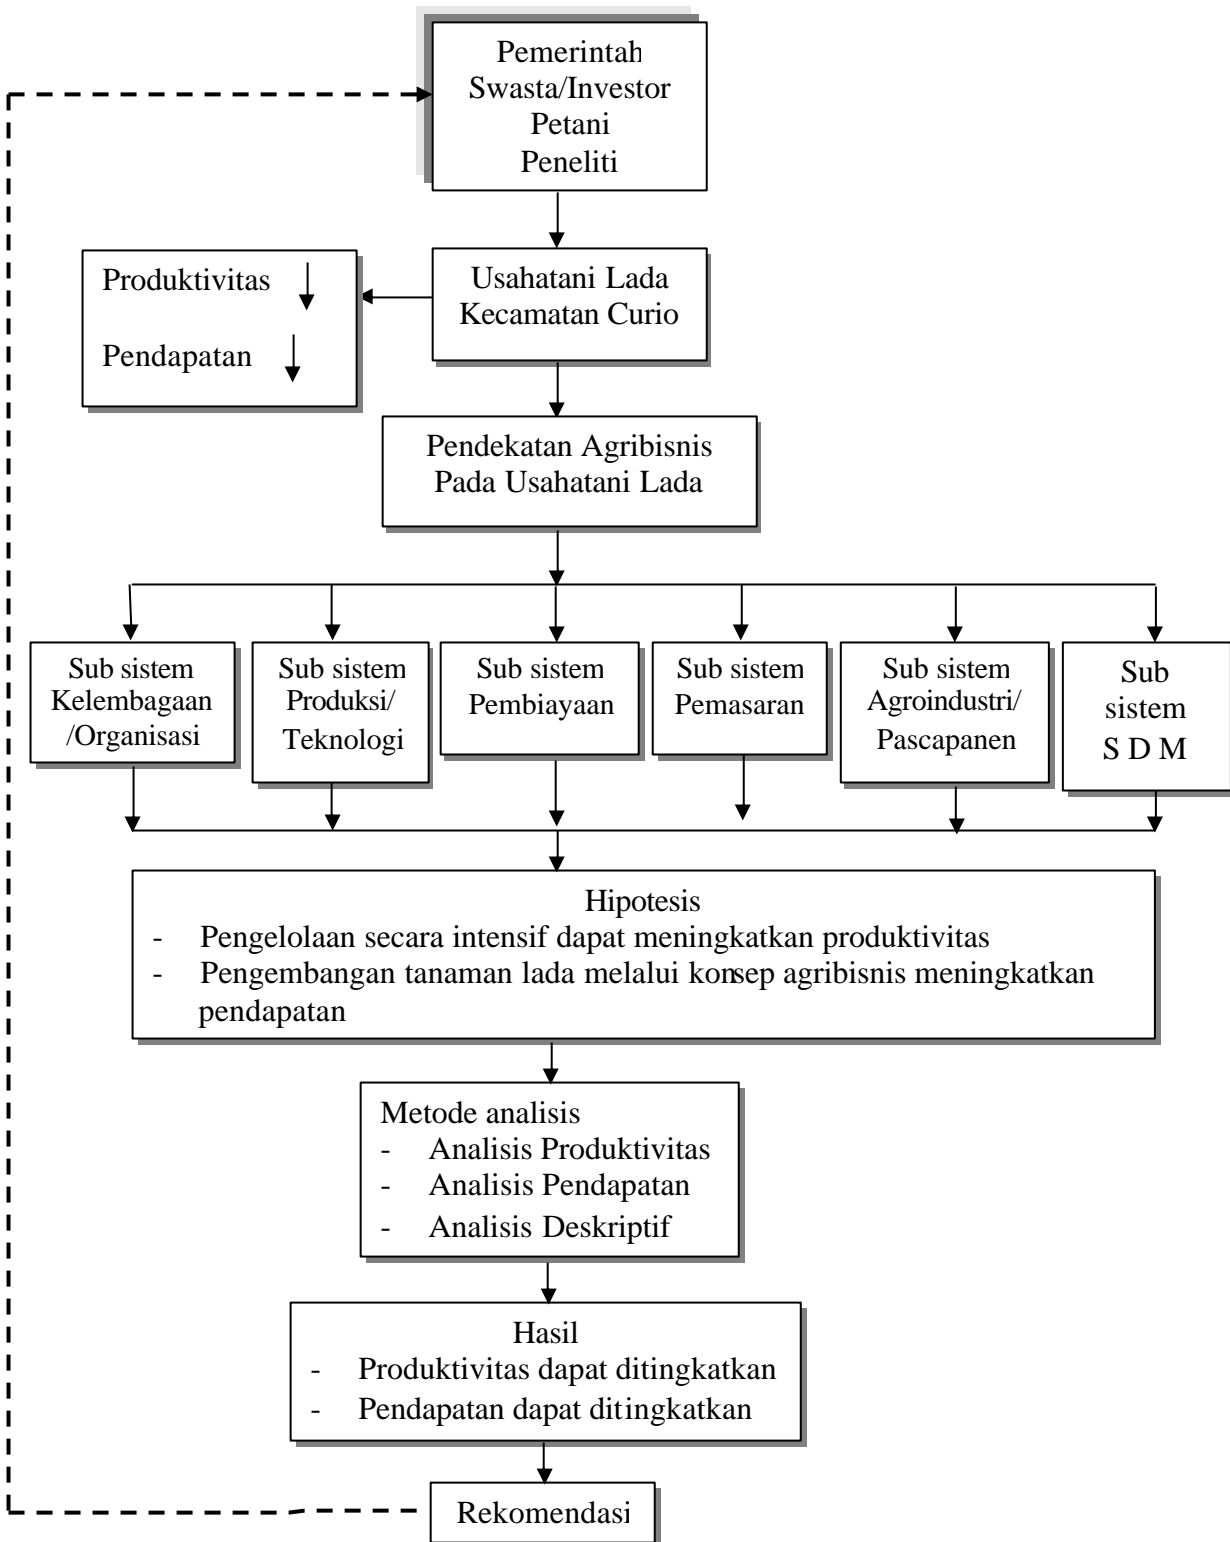 Pemerintah
Swasta/Investor
Petani
Peneliti
Produktivitas
Pendapatan
Usahatani Lada
Kecamatan Curio
Pendekatan Agribisnis
Pada Usahatani Lada
Sub sistem
Kelembagaan
/Organisasi
Sub sistem
Produksi/
Teknologi
Sub sistem
Pembiayaan
Sub sistem
Pemasaran
Sub sistem
Agroindustri/
Pascapanen
Sub
sistem
S D M
Hipotesis
- Pengelolaan secara intensif dapat meningkatkan produktivitas
- Pengembangan tanaman lada melalui konsep agribisnis meningkatkan
pendapatan
Metode analisis
- Analisis Produktivitas
- Analisis Pendapatan
- Analisis Deskriptif
Hasil
- Produktivitas dapat ditingkatkan
- Pendapatan dapat ditingkatkan
Rekomendasi